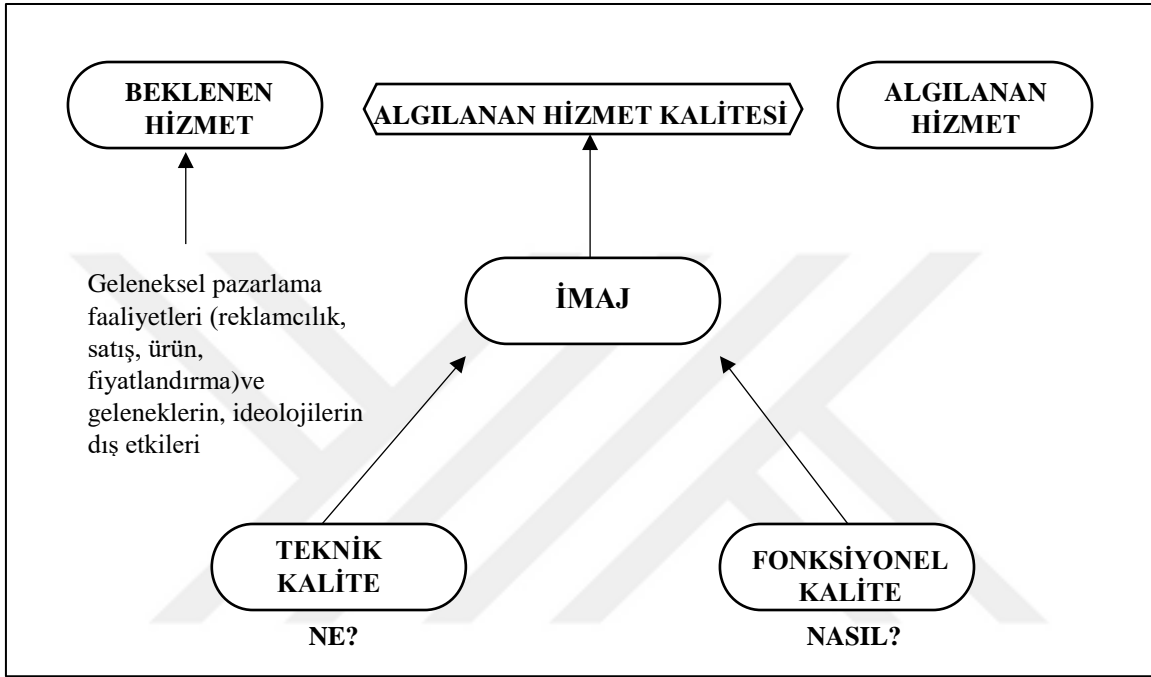 BEKLENEN
HİZMET
ALGILANAN HİZMET KALİTESİ
ALGILANAN
HİZMET
Geleneksel pazarlama
faaliyetleri (reklamcılık,
satış, ürün,
fiyatlandırma)ve
geleneklerin, ideolojilerin
dış etkileri
İMAJ
TEKNİK
KALİTE
NE?
FONKSİYONEL
KALİTE
NASIL?